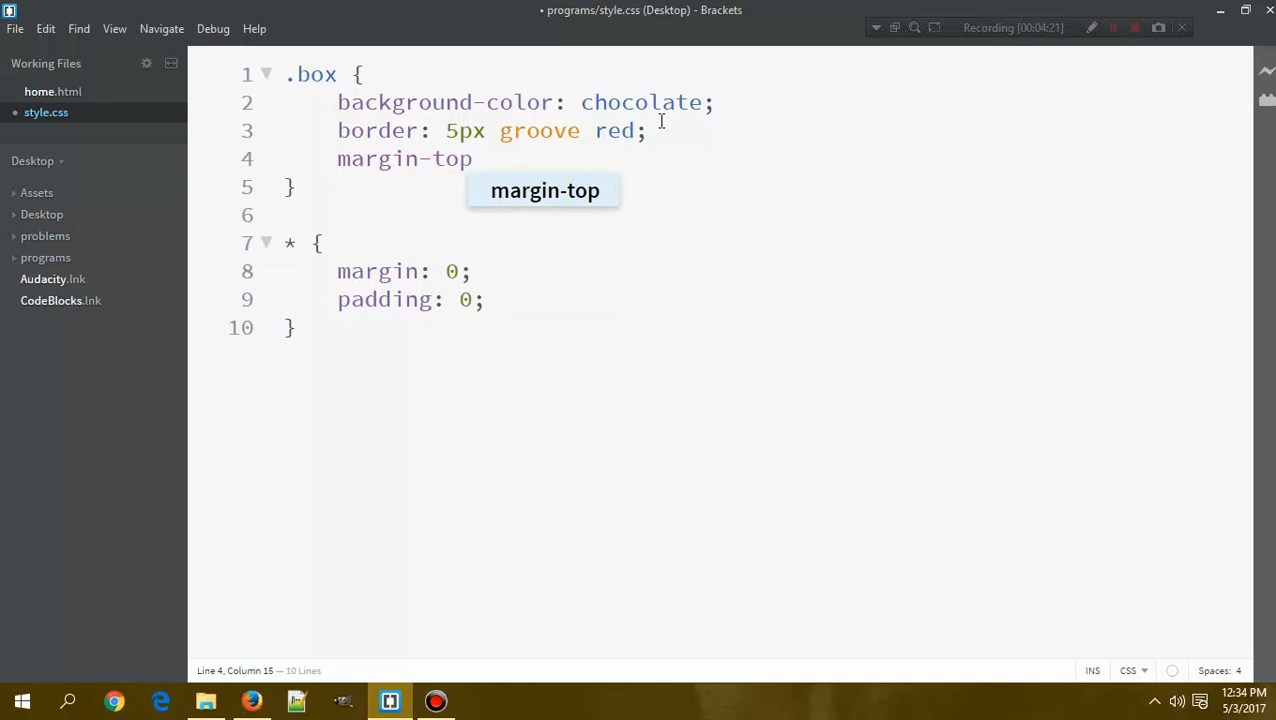 • programs/style.css (Desktop) - Brackets
File Edit Find View Navigate Debug Help
Recording [00:04:21]
Working Files
home.html
• style.css
Desktop
Assets
Desktop
problems
programs
Audacity.lnk
CodeBlocks.lnk
1 .box {
2 background-color: chocolate;
3 border: 5px groove red;
4 margin-top
margin-top
5 }
6
7 * {
8 margin: 0;
9 padding: 0;
10 }
Line 4, Column 15 — 10 Lines
INS CSS Spaces: 4
12:34 PM
5/3/2017